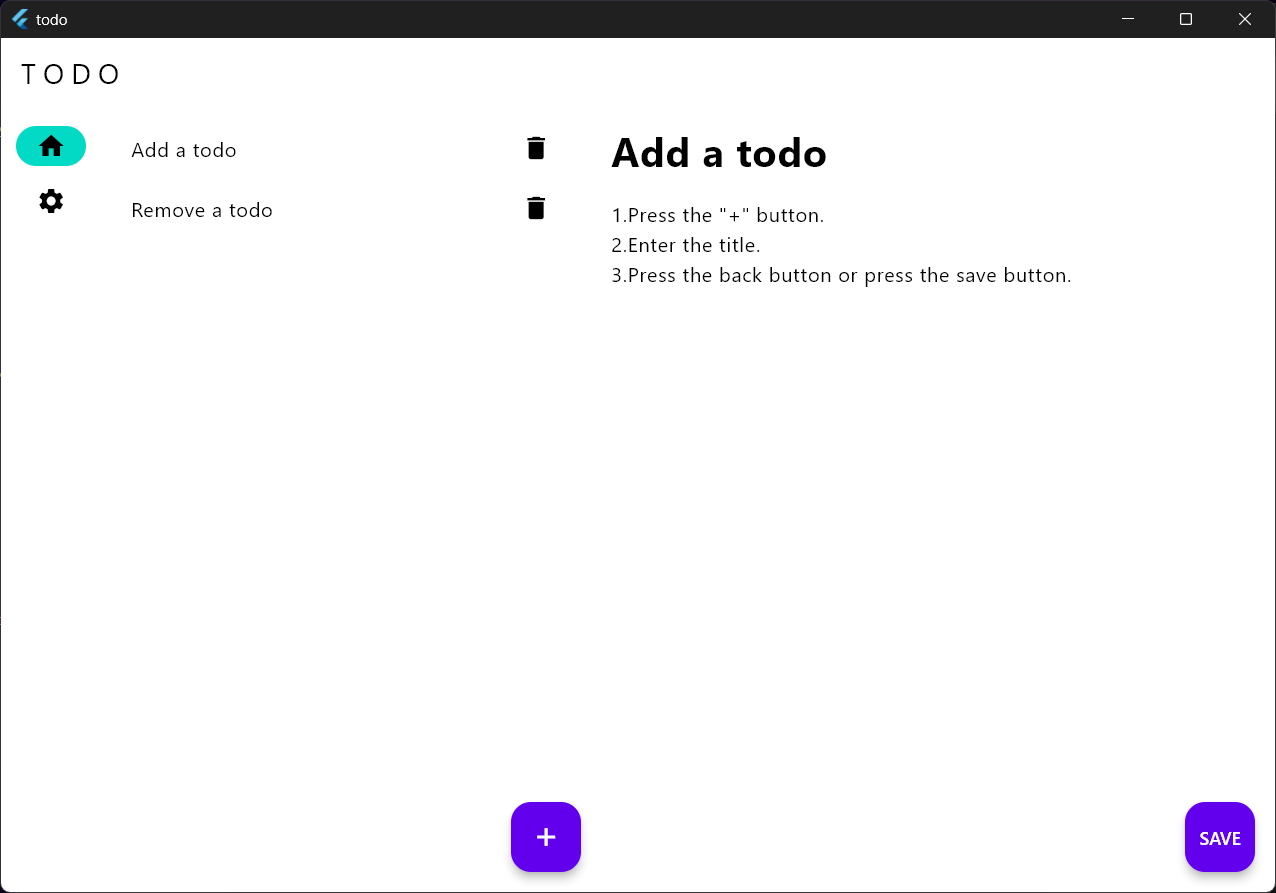 todo
TODO
Add a todo
Remove a todo
Add a todo
1.Press the "+" button.
2.Enter the title.
3.Press the back button or press the save button.
+
SAVE